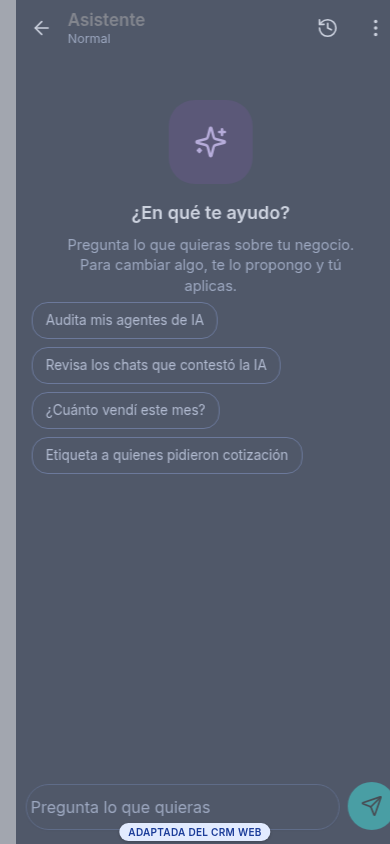 Asistente
Normal
¿En qué te ayudo?
Pregunta lo que quieras sobre tu negocio.
Para cambiar algo, te lo propongo y tú
aplicas.
Audita mis agentes de IA
Revisa los chats que contestó la IA
¿Cuánto vendí este mes?
Etiqueta a quienes pidieron cotización
Pregunta lo que quieras
ADAPTADA DEL CRM WEB